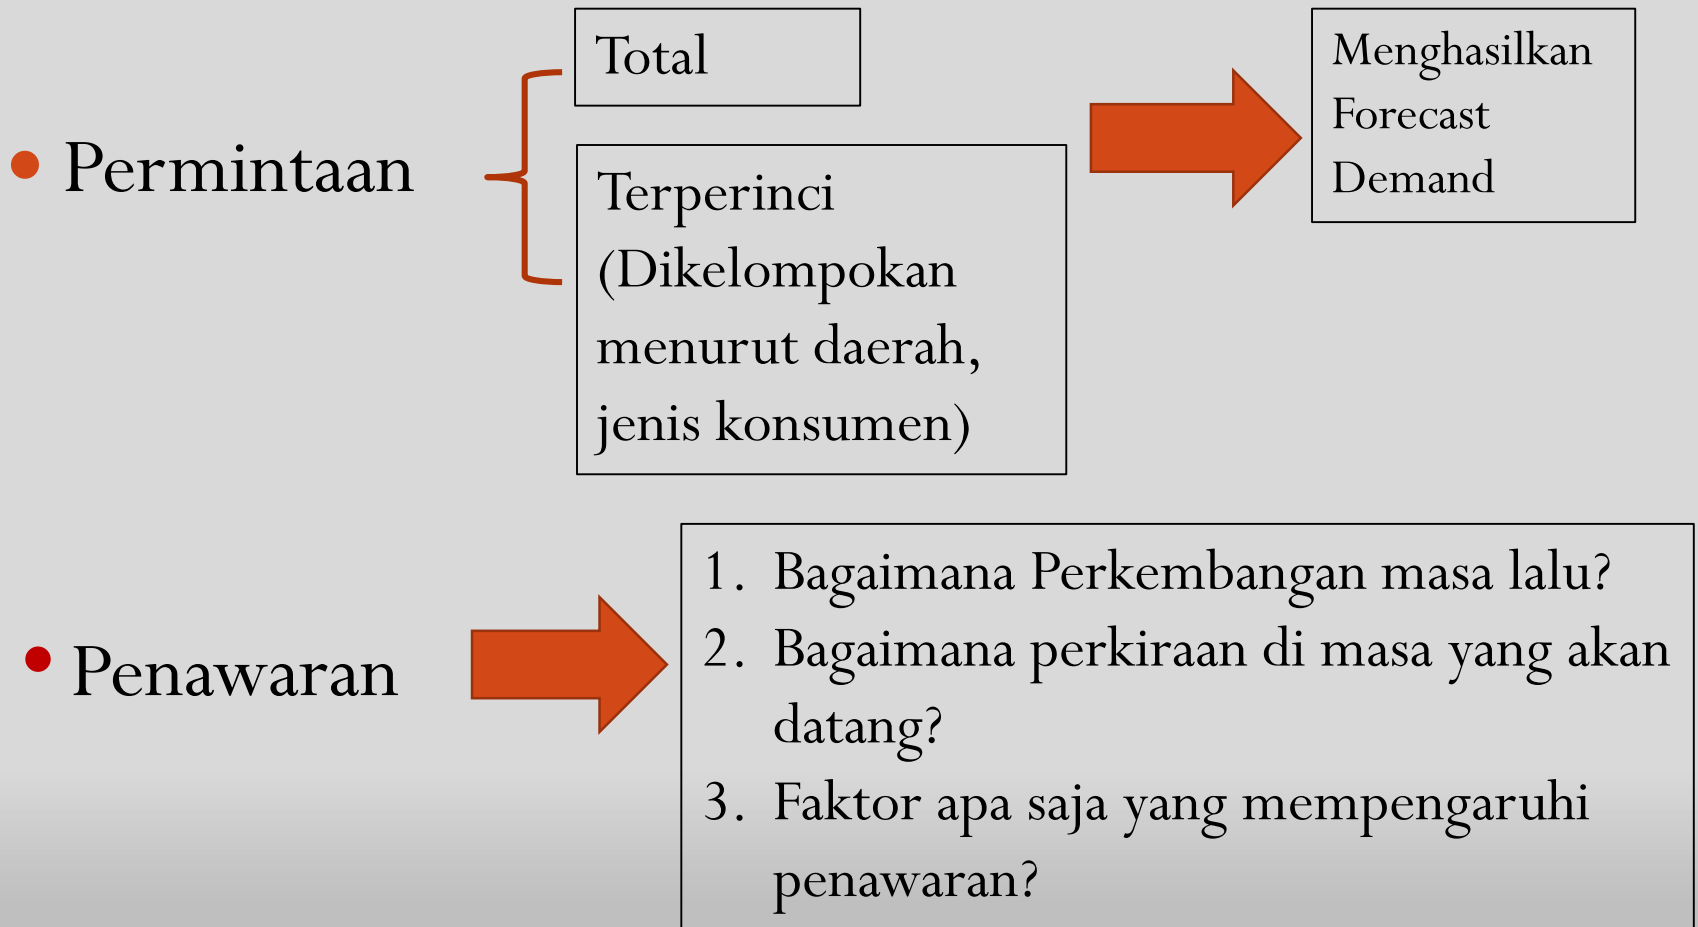 • Permintaan
Total
Terperinci
(Dikelompokan
menurut daerah,
jenis konsumen)
Menghasilkan
Forecast
Demand
• Penawaran
1. Bagaimana Perkembangan masa lalu?
2. Bagaimana perkiraan di masa yang akan
datang?
3. Faktor apa saja yang mempengaruhi
penawaran?